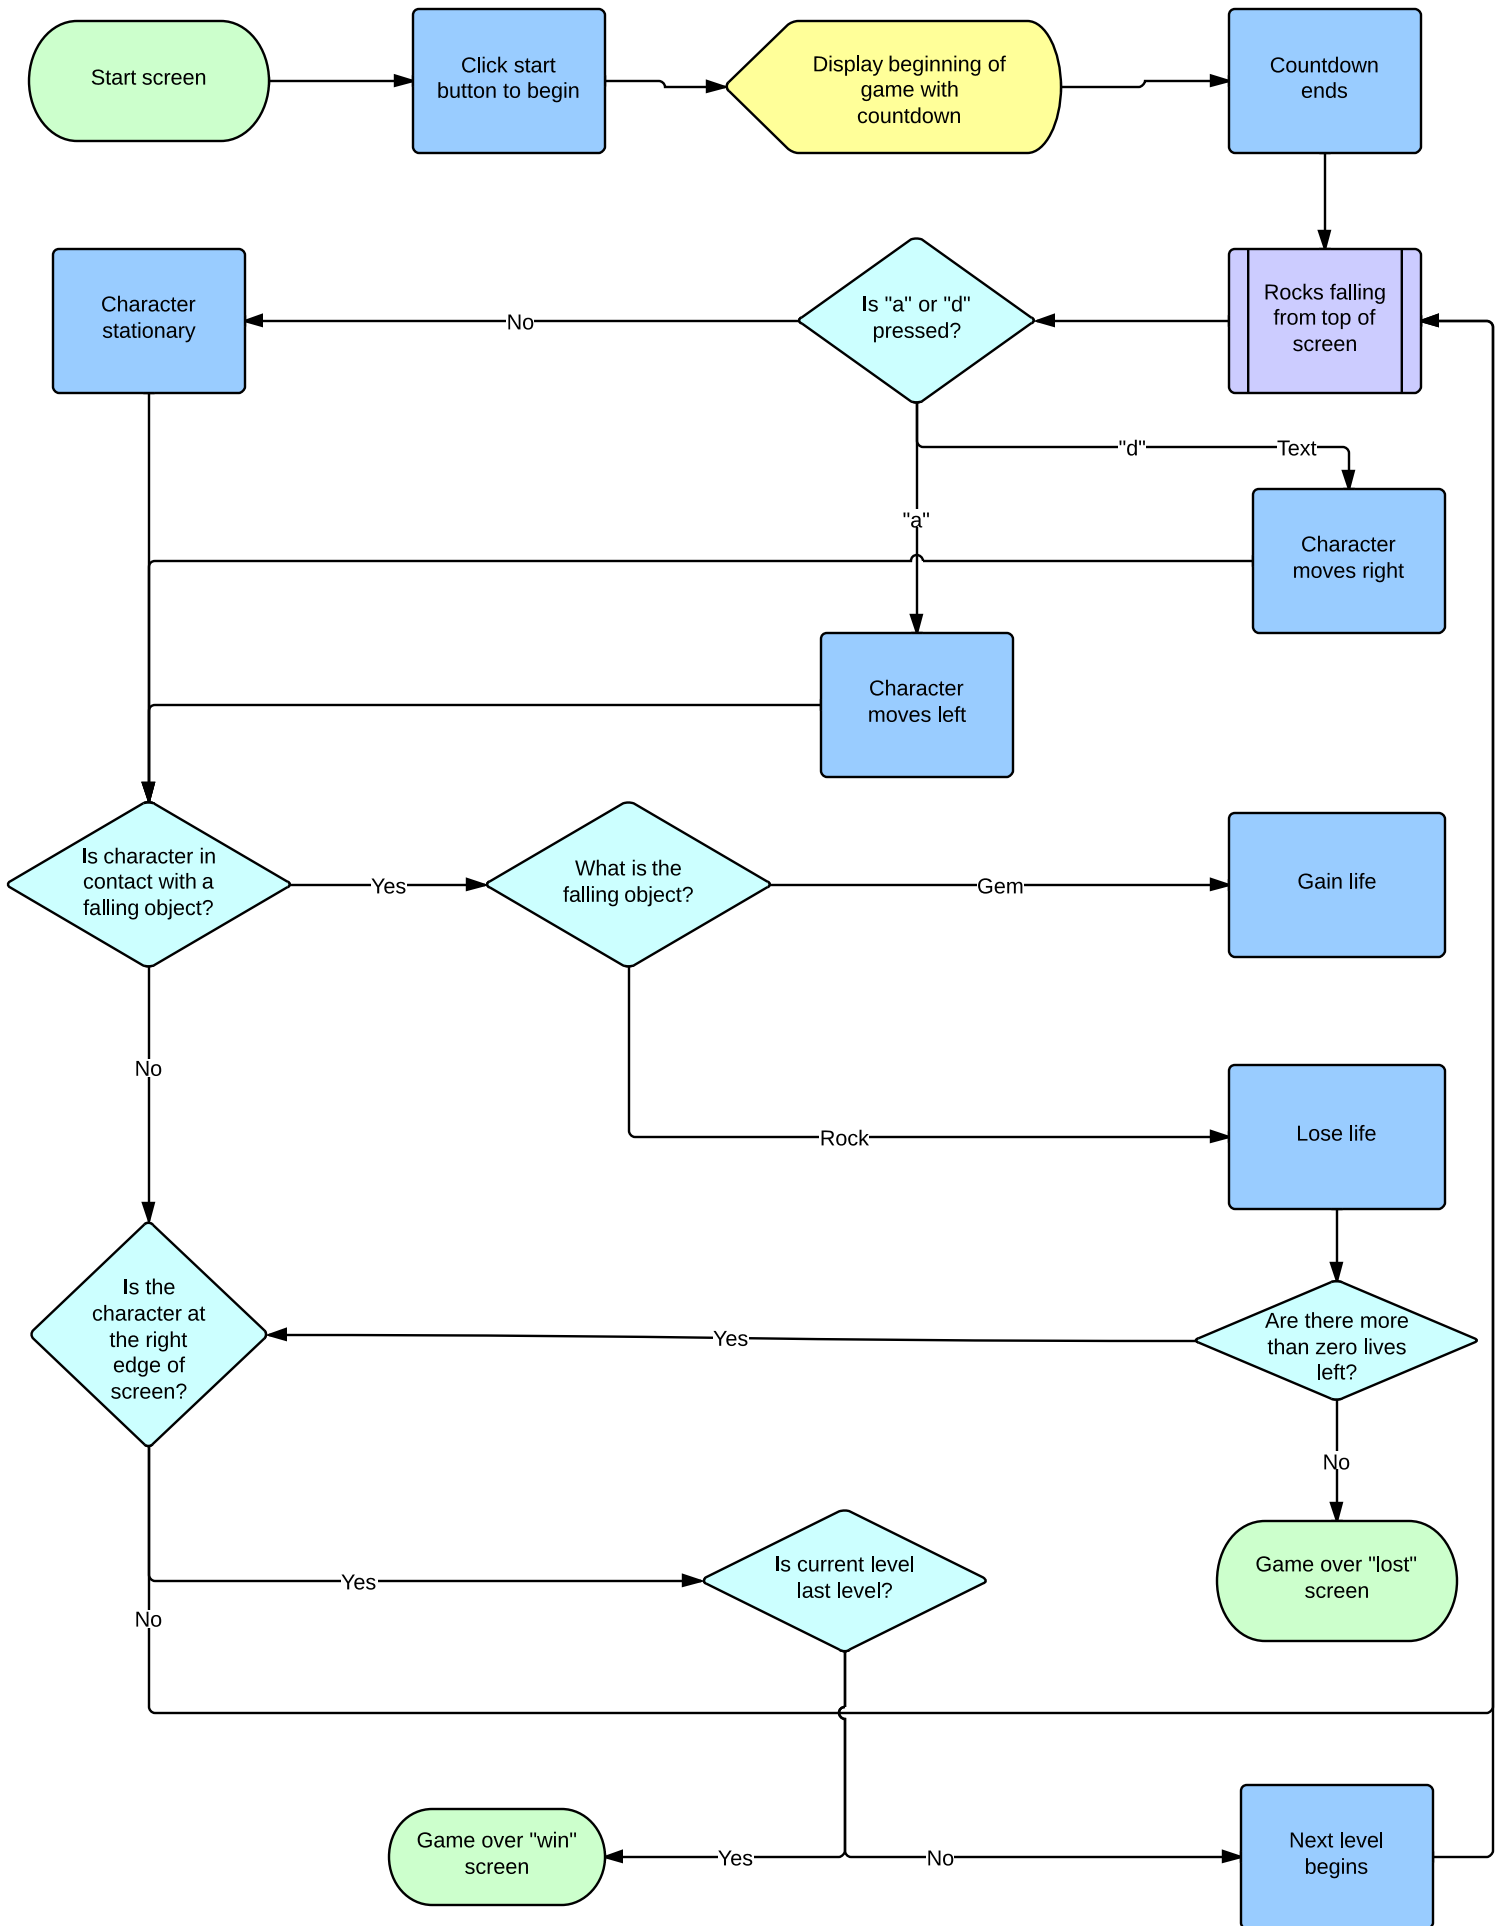 Start screen
Click start
button to begin
Display beginning of
game with
countdown
Countdown
ends
Character
stationary
No
Is "a" or "d"
pressed?
Rocks falling
from top of
screen
"d"
Text
"a"
Character
moves right
Character
moves left
Is character in
contact with a
falling object?
Yes
What is the
falling object?
Gem
Gain life
No
Rock
Lose life
Is the
character at
the right
edge of
screen?
Yes
Are there more
than zero lives
left?
No
Yes
Is current level
last level?
Game over "lost"
screen
No
Game over "win"
screen
Yes
No
Next level
begins